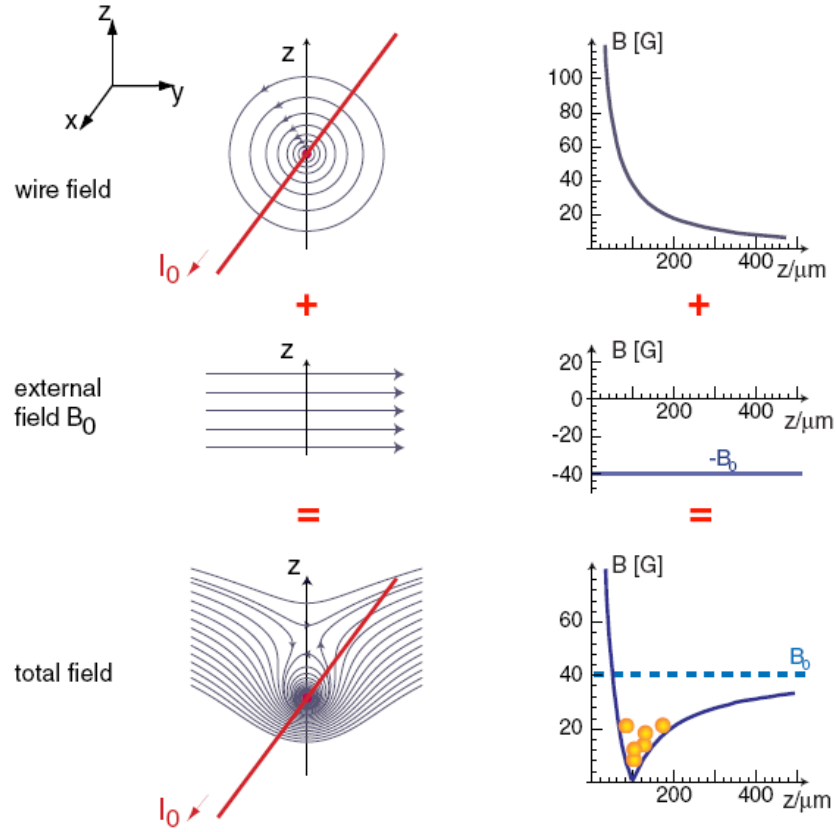 z
y
x
wire field
z
I0
B [G]
100
80
60
40
20
200
400
z/μm
+
+
external
field B0
z
B [G]
20
0
-20
-40
200
400
z/μm
-B0
=
=
total field
z
I0
B [G]
60
40
20
B0
200
400
z/μm